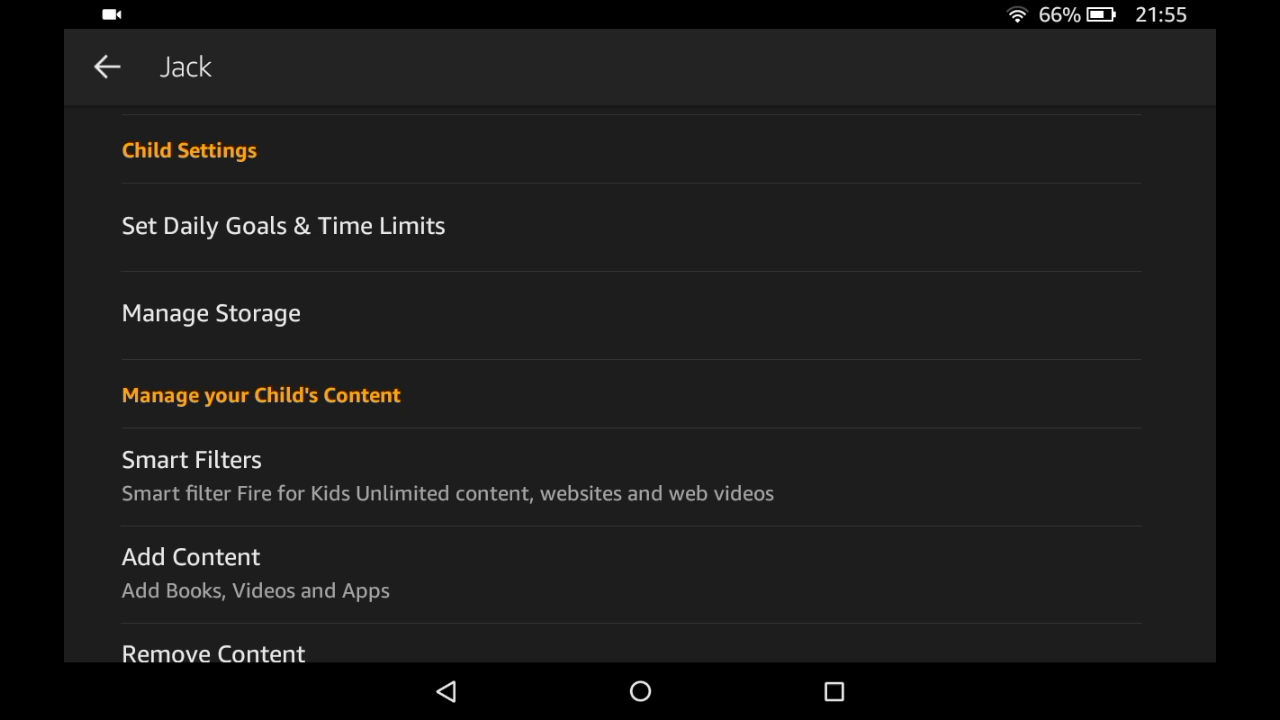 66% 21:55
Jack
Child Settings
Set Daily Goals & Time Limits
Manage Storage
Manage your Child's Content
Smart Filters
Smart filter Fire for Kids Unlimited content, websites and web videos
Add Content
Add Books, Videos and Apps
Remove Content